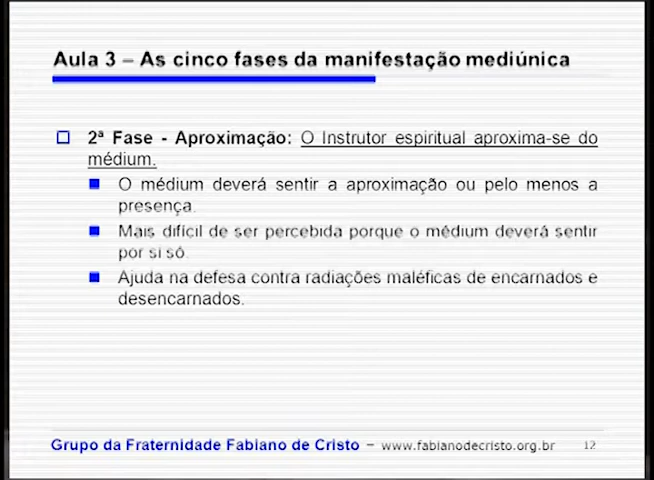 Aula 3 – As cinco fases da manifestação mediúnica
2ª Fase - Aproximação: O Instrutor espiritual aproxima-se do
médium.
O médium deverá sentir a aproximação ou pelo menos a
presença.
Mais difícil de ser percebida porque o médium deverá sentir
por si só.
Ajuda na defesa contra radiações maléficas de encarnados e
desencarnados.
Grupo da Fraternidade Fabiano de Cristo – www.fabianodecristo.org.br 12